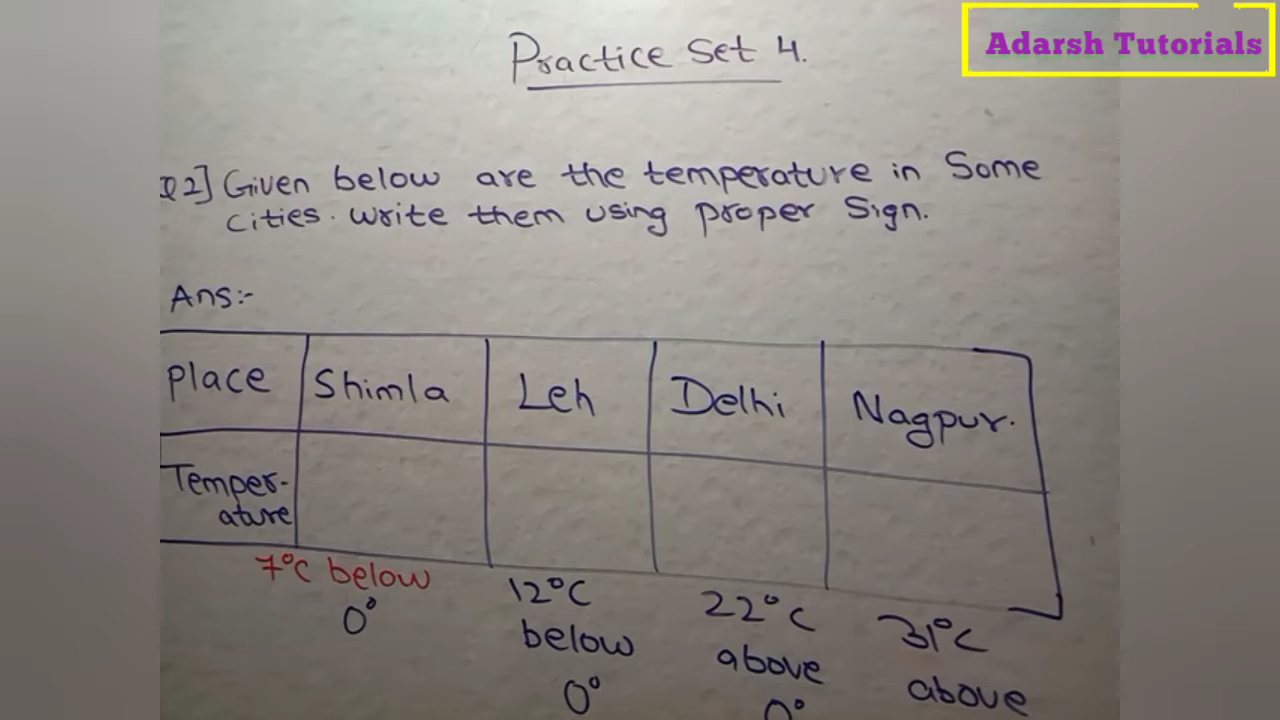 Adarsh Tutorials
Practice Set 4.
Q2] Given below are the temperature in Some
cities. write them using proper Sign.
Ans:-
Place Shimla Leh Delhi Nagpur.
Temper-
ature
7°C below
0°
12°C
below
0°
22°C
above
0°
31°C
above